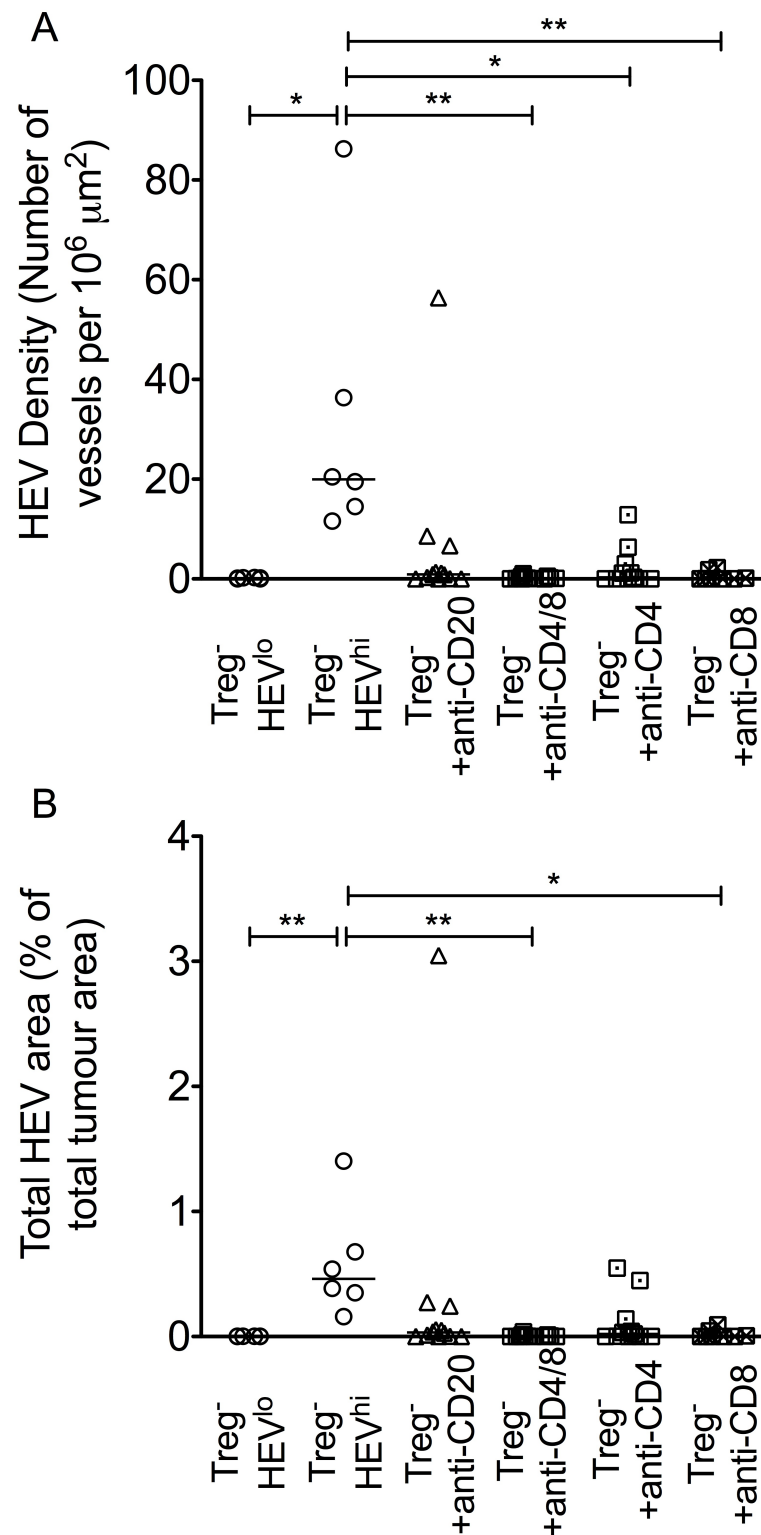 A
**
*
* **
100
80
60
40
20
0
HEV Density (Number of
vessels per 10⁶ μm²)
Treg⁻
HEVˡᵒ
Treg⁻
HEVʰⁱ
Treg⁻
+anti-CD20
Treg⁻
+anti-CD4/8
Treg⁻
+anti-CD4
Treg⁻
+anti-CD8
B
*
** **
4
3
2
1
0
Total HEV area (% of
total tumour area)
Treg⁻
HEVˡᵒ
Treg⁻
HEVʰⁱ
Treg⁻
+anti-CD20
Treg⁻
+anti-CD4/8
Treg⁻
+anti-CD4
Treg⁻
+anti-CD8